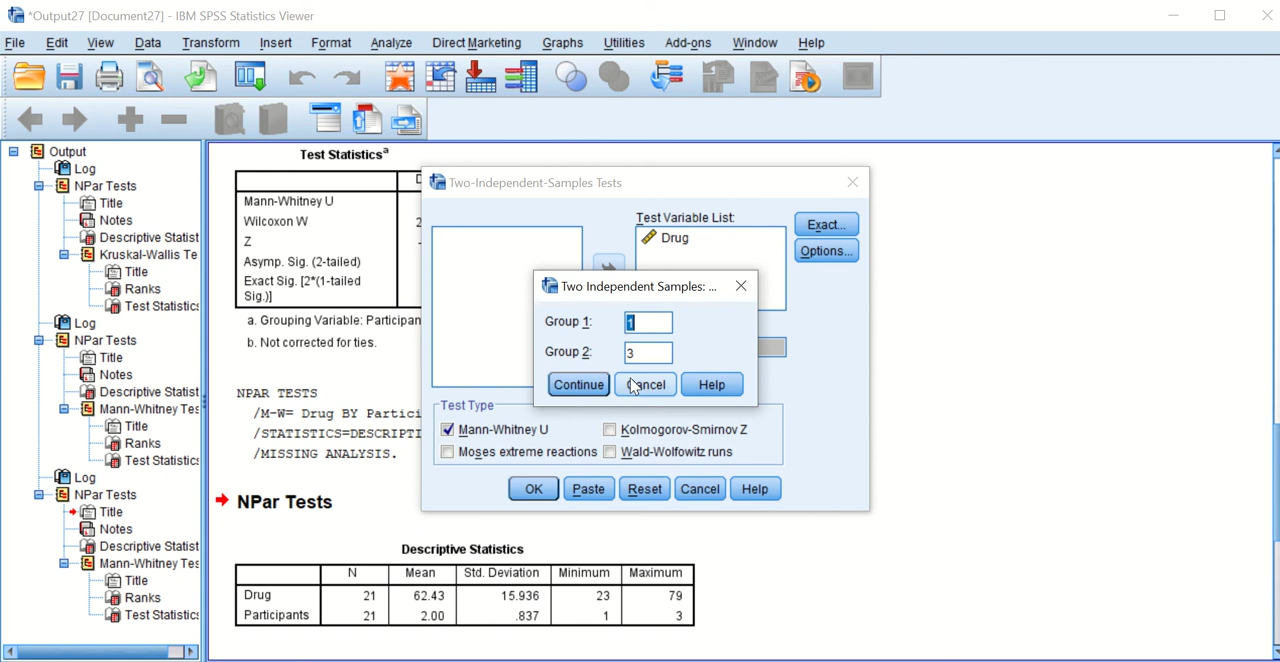 *Output27 [Document27] - IBM SPSS Statistics Viewer
File Edit View Data Transform Insert Format Analyze Direct Marketing Graphs Utilities Add-ons Window Help
Output
Log
NPar Tests
Title
Notes
Descriptive Statist
Kruskal-Wallis Te
Title
Ranks
Test Statistics
Log
NPar Tests
Title
Notes
Descriptive Statist
Mann-Whitney Tes
Title
Ranks
Test Statistics
Log
NPar Tests
Title
Notes
Descriptive Statist
Mann-Whitney Tes
Title
Ranks
Test Statistics
Test Statisticsa
Mann-Whitney U
Wilcoxon W
Z
Asymp. Sig. (2-tailed)
Exact Sig. [2*(1-tailed
Sig.)]
a. Grouping Variable: Participan
b. Not corrected for ties.
NPAR TESTS
/M-W= Drug BY Partici
/STATISTICS=DESCRIPTI
/MISSING ANALYSIS.
NPar Tests
Descriptive Statistics
N Mean Std. Deviation Minimum Maximum
Drug 21 62.43 15.936 23 79
Participants 21 2.00 .837 1 3
Two-Independent-Samples Tests
Test Variable List:
Drug
Exact...
Options...
Two Independent Samples: ...
Group 1: 1
Group 2: 3
Continue Cancel Help
Test Type
Mann-Whitney U Kolmogorov-Smirnov Z
Moses extreme reactions Wald-Wolfowitz runs
OK Paste Reset Cancel Help